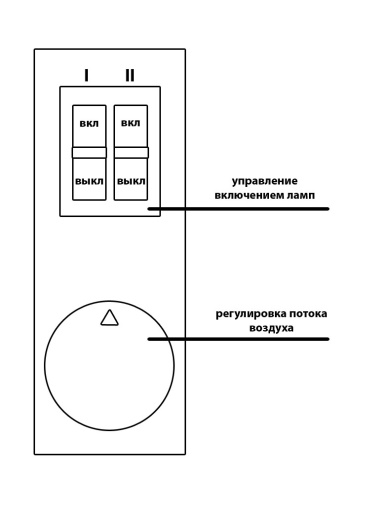 I II
вкл вкл
выкл выкл
управление
включением ламп
регулировка потока
воздуха